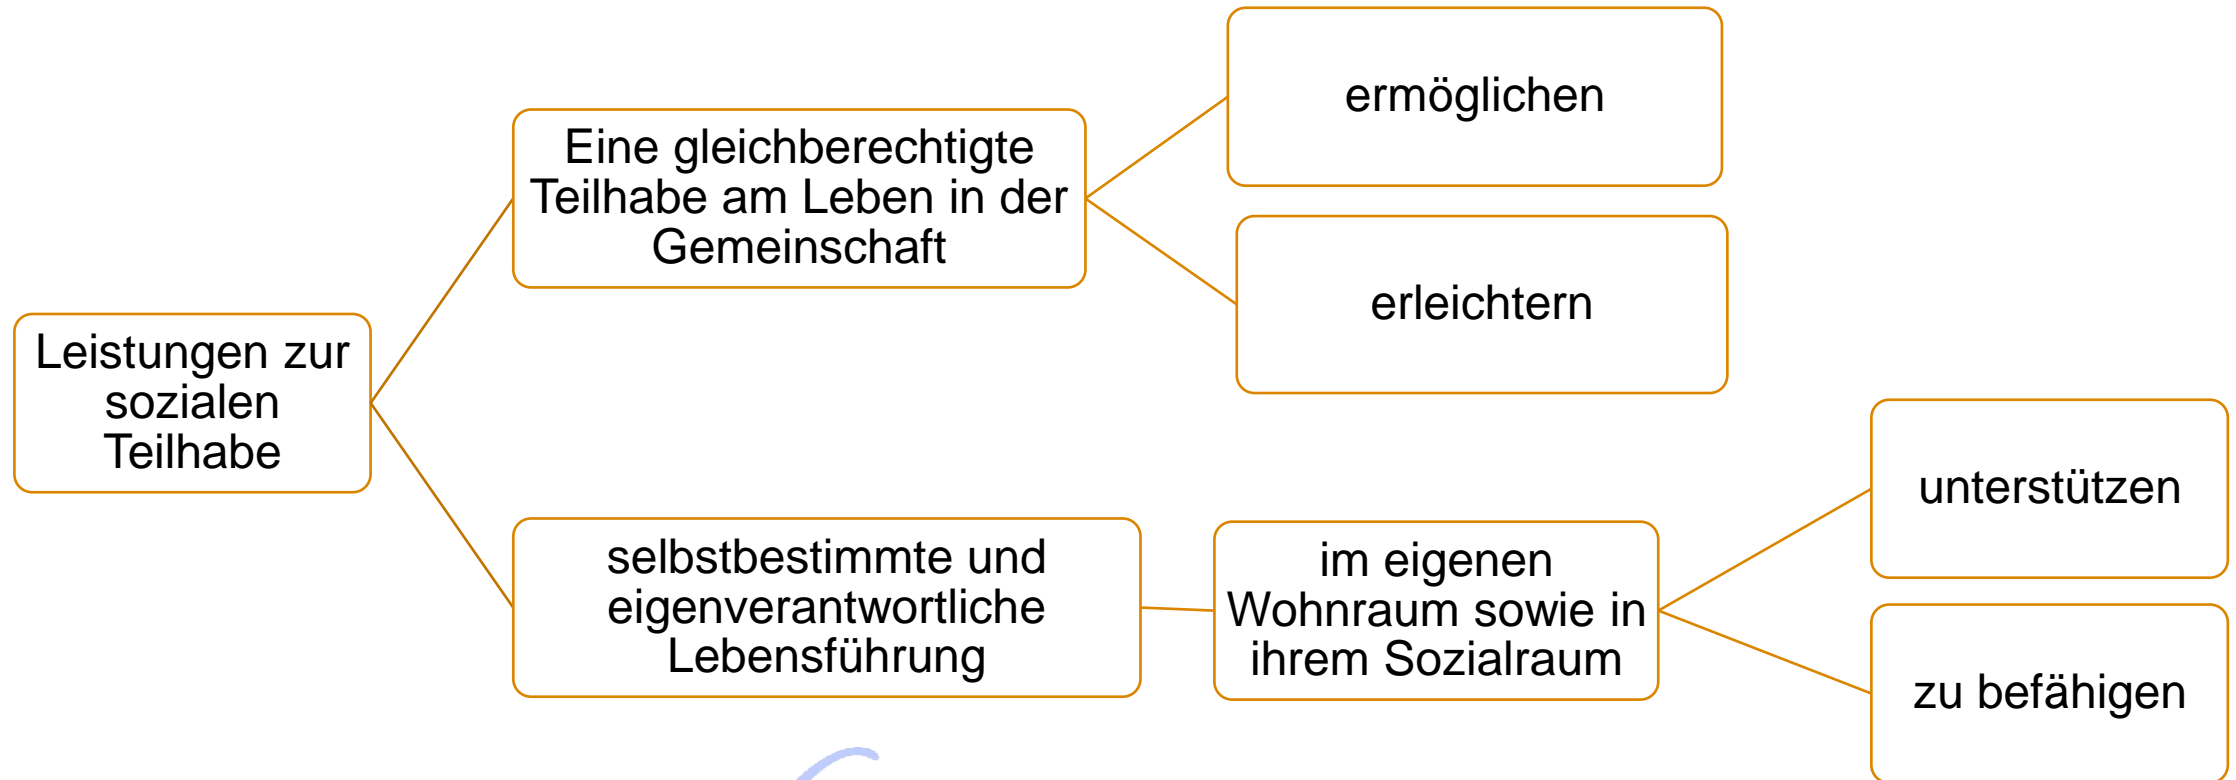 Leistungen zur
sozialen
Teilhabe
Eine gleichberechtigte
Teilhabe am Leben in der
Gemeinschaft
ermöglichen
erleichtern
selbstbestimmte und
eigenverantwortliche
Lebensführung
im eigenen
Wohnraum sowie in
ihrem Sozialraum
unterstützen
zu befähigen